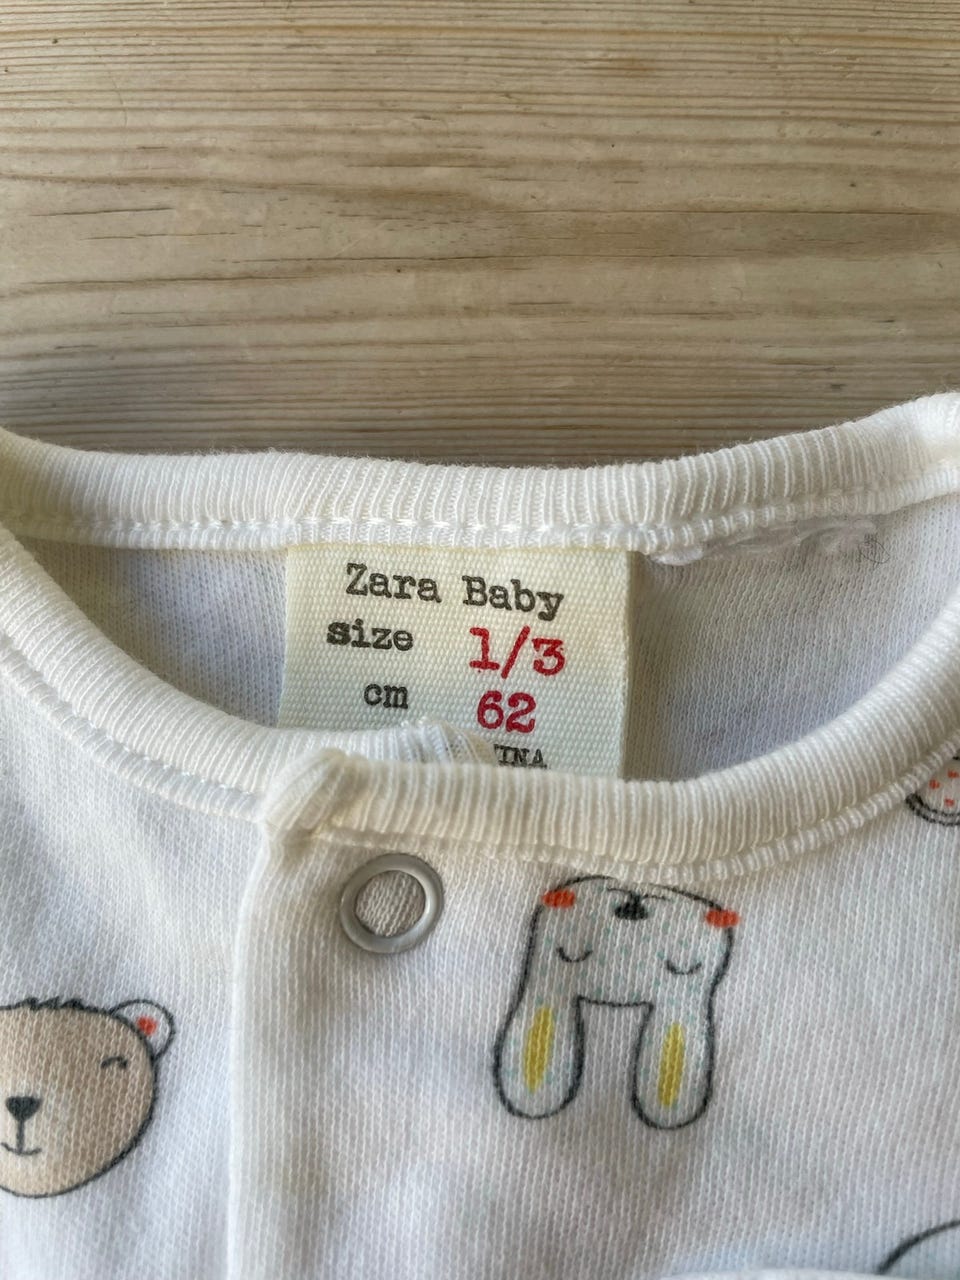 Zara Baby
size 1/3
cm 62